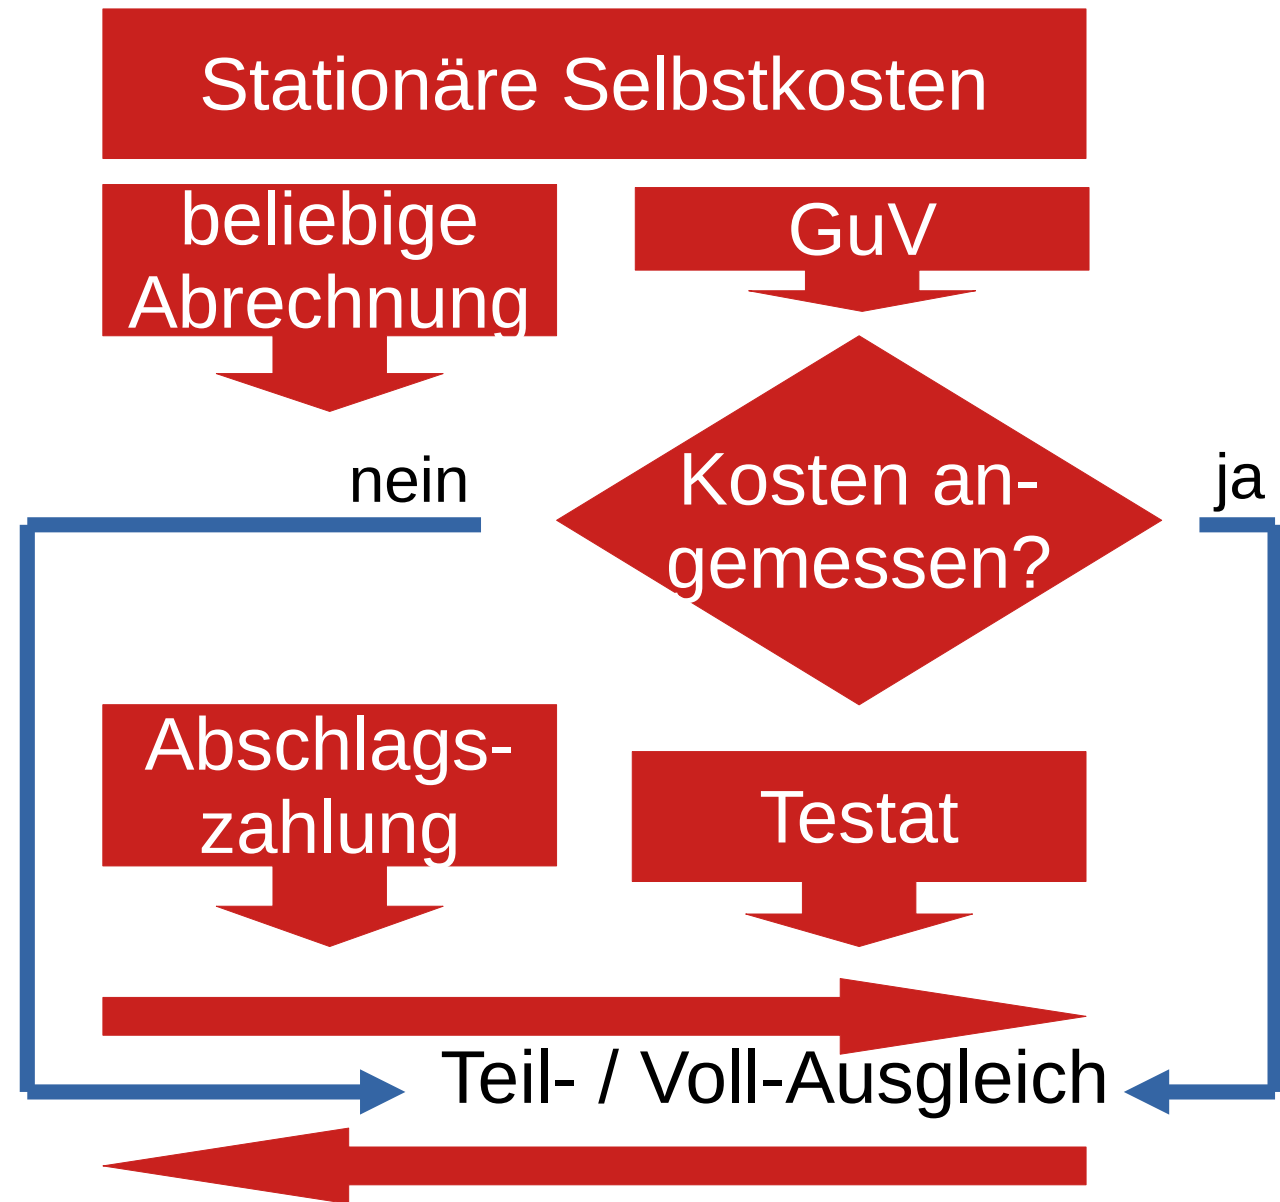 Stationäre Selbstkosten
beliebige
Abrechnung
GuV
nein
Kosten an-
gemessen?
ja
Abschlags-
zahlung
Testat
Teil- / Voll-Ausgleich